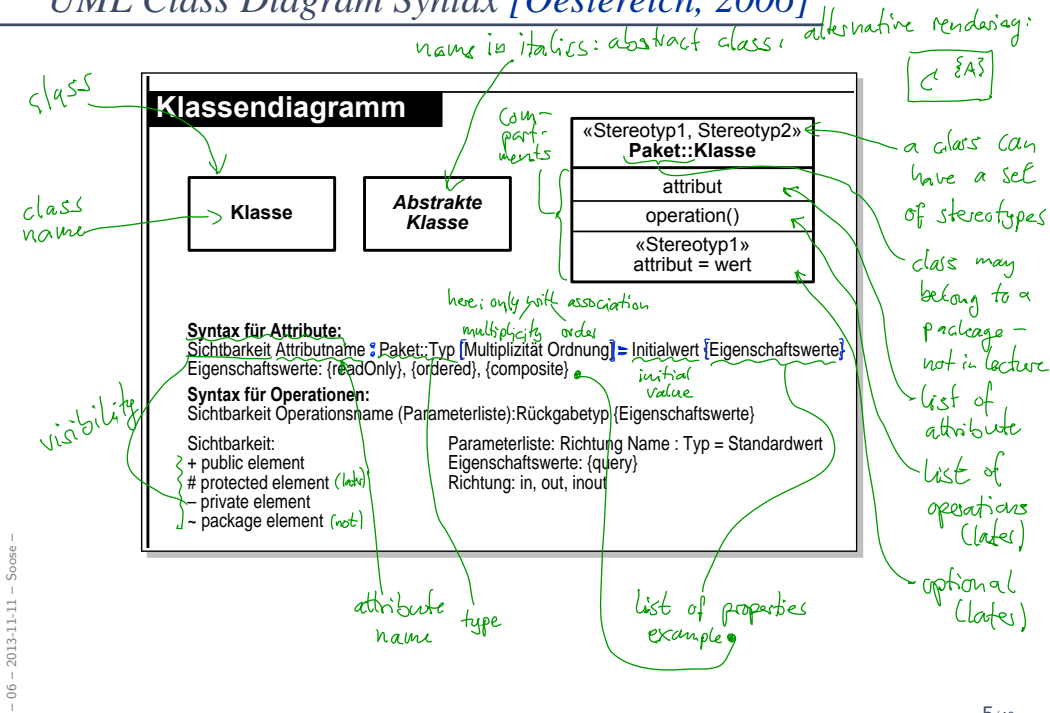 UML Class Diagram Syntax [Oestereich, 2006]
name in italics: abstract class, alternative rendering:
C {A}
class
class
name
Com-
part-
ments
Klassendiagramm
Klasse
Abstrakte
Klasse
«Stereotyp1, Stereotyp2»
Paket::Klasse
attribut
operation()
«Stereotyp1»
attribut = wert
a class can
have a set
of stereotypes
class may
belong to a
package –
not in lecture
list of
attribute
list of
operations
(later)
optional
(later)
here: only with association
multiplicity order
Syntax für Attribute:
Sichtbarkeit Attributname : Paket::Typ [Multiplizität Ordnung] = Initialwert {Eigenschaftswerte}
Eigenschaftswerte: {readOnly}, {ordered}, {composite}
initial
value
Syntax für Operationen:
Sichtbarkeit Operationsname (Parameterliste):Rückgabetyp {Eigenschaftswerte}
visibility
Sichtbarkeit:
+ public element
# protected element (later)
– private element
~ package element (not)
Parameterliste: Richtung Name : Typ = Standardwert
Eigenschaftswerte: {query}
Richtung: in, out, inout
attribute
name
type
list of properties
example
– 06 – 2013-11-11 – Soose –